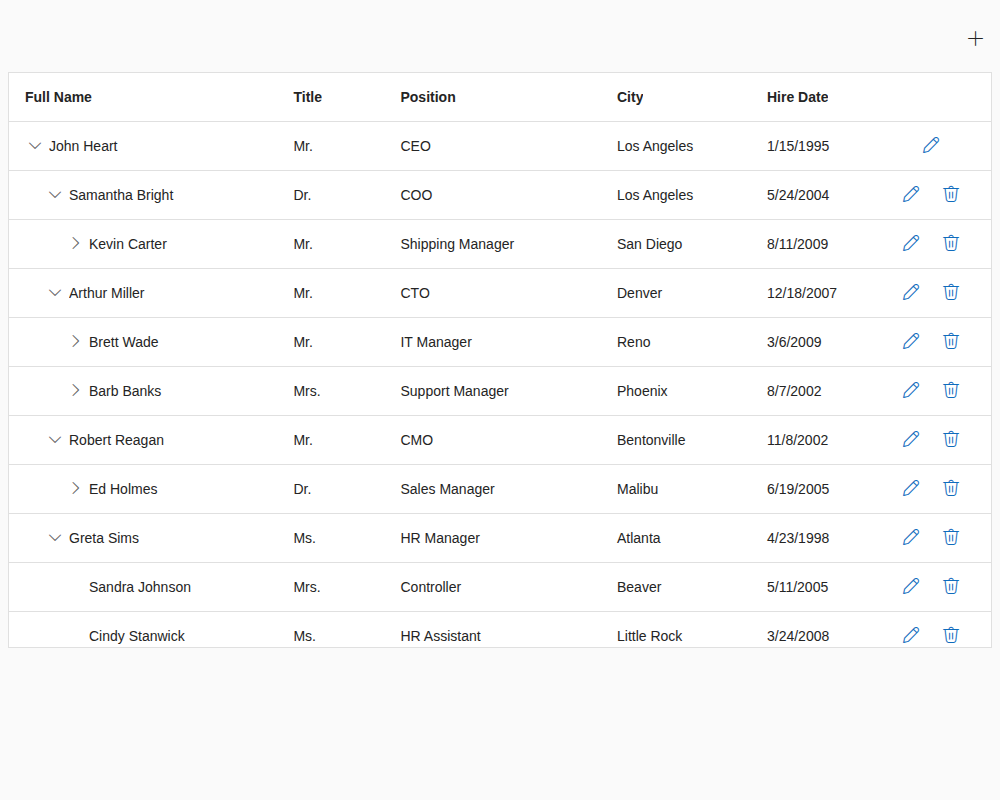 Full Name Title Position City Hire Date
John Heart Mr. CEO Los Angeles 1/15/1995
Samantha Bright Dr. COO Los Angeles 5/24/2004
Kevin Carter Mr. Shipping Manager San Diego 8/11/2009
Arthur Miller Mr. CTO Denver 12/18/2007
Brett Wade Mr. IT Manager Reno 3/6/2009
Barb Banks Mrs. Support Manager Phoenix 8/7/2002
Robert Reagan Mr. CMO Bentonville 11/8/2002
Ed Holmes Dr. Sales Manager Malibu 6/19/2005
Greta Sims Ms. HR Manager Atlanta 4/23/1998
Sandra Johnson Mrs. Controller Beaver 5/11/2005
Cindy Stanwick Ms. HR Assistant Little Rock 3/24/2008